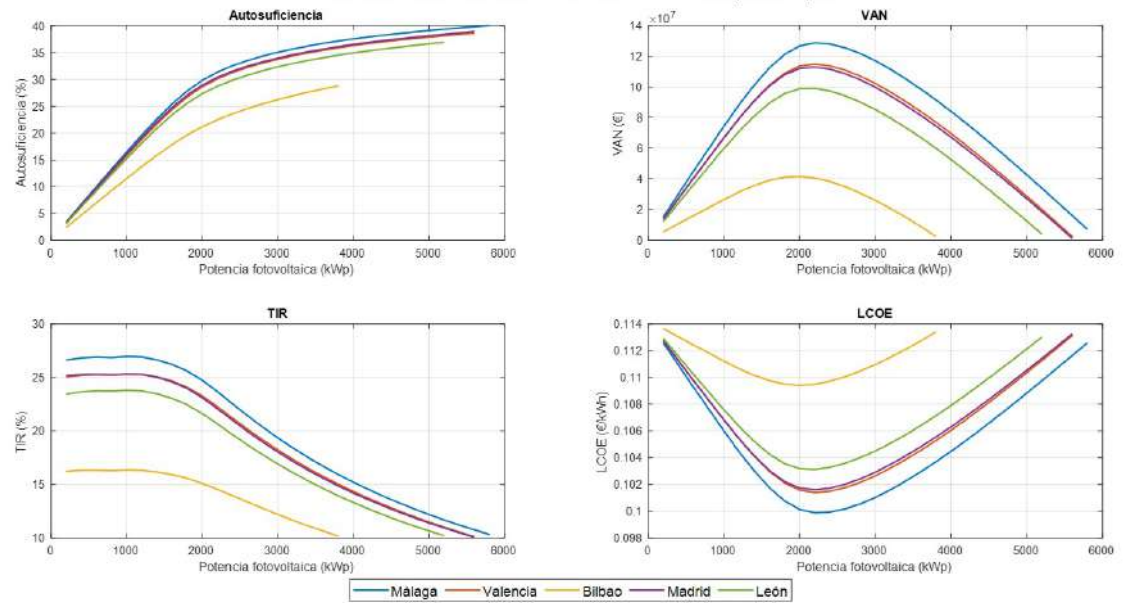 Autosuficiencia
40
35
30
25
20
15
10
5
0
Autosuficiencia (%)
0 1000 2000 3000 4000 5000 6000
Potencia fotovoltaica (kWp)
VAN
×10⁷
14
12
10
8
6
4
2
0
VAN (€)
0 1000 2000 3000 4000 5000 6000
Potencia fotovoltaica (kWp)
TIR
30
25
20
15
10
TIR (%)
0 1000 2000 3000 4000 5000 6000
Potencia fotovoltaica (kWp)
LCOE
0.114
0.112
0.11
0.108
0.106
0.104
0.102
0.1
0.098
LCOE (€/kWh)
0 1000 2000 3000 4000 5000 6000
Potencia fotovoltaica (kWp)
Málaga Valencia Bilbao Madrid León